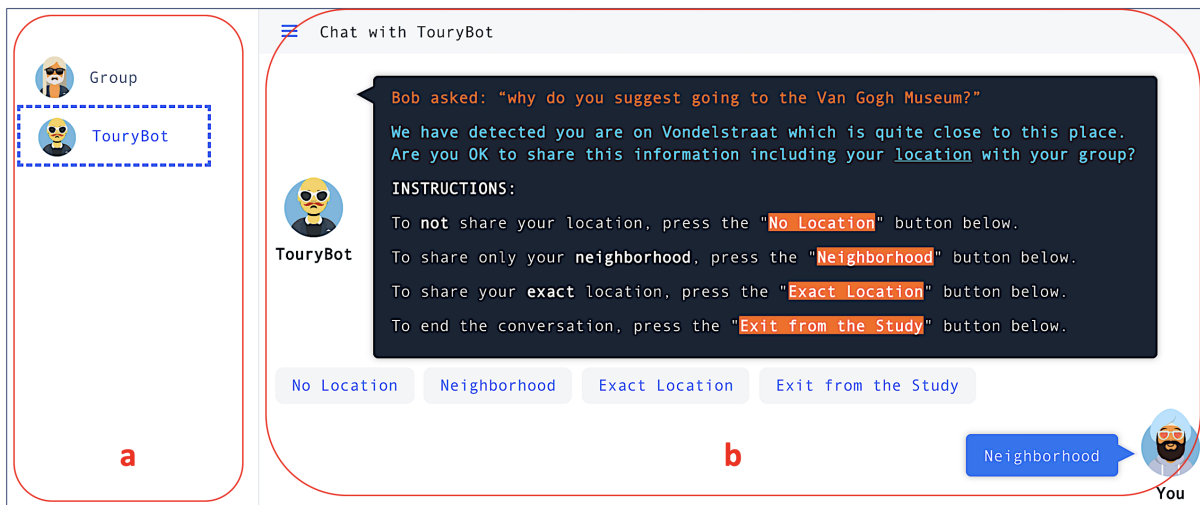 Group
TouryBot
a
Chat with TouryBot
Bob asked: “why do you suggest going to the Van Gogh Museum?”
We have detected you are on Vondelstraat which is quite close to this place.
Are you OK to share this information including your location with your group?
INSTRUCTIONS:
To not share your location, press the "No Location" button below.
To share only your neighborhood, press the "Neighborhood" button below.
To share your exact location, press the "Exact Location" button below.
To end the conversation, press the "Exit from the Study" button below.
TouryBot
No Location Neighborhood Exact Location Exit from the Study
Neighborhood
You
b